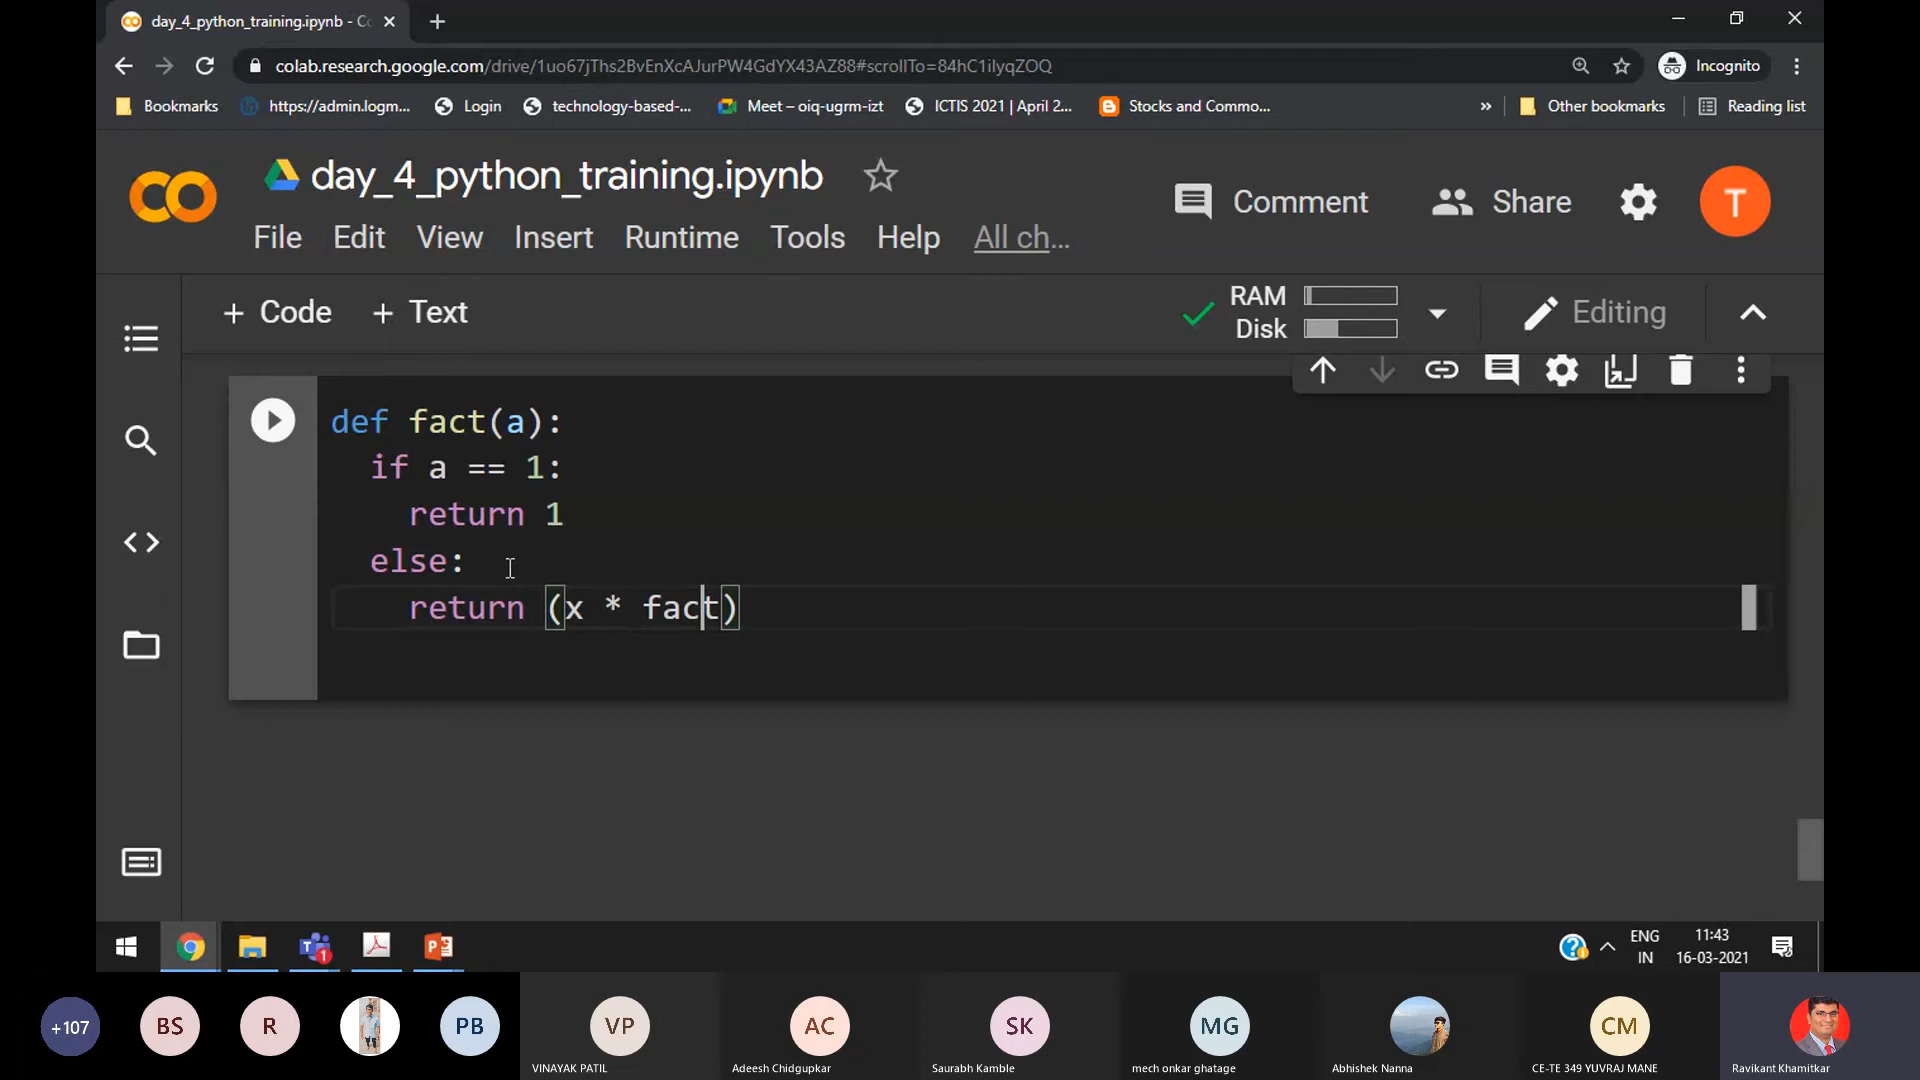 day_4_python_training.ipynb - Co
colab.research.google.com/drive/1uo67jThs2BvEnXcAJurPW4GdYX43AZ88#scrollTo=84hC1ilyqZOQ
Incognito
Bookmarks
https://admin.logm...
Login
technology-based-...
Meet – oiq-ugrm-izt
ICTIS 2021 | April 2...
Stocks and Commo...
»
Other bookmarks
Reading list
day_4_python_training.ipynb
Comment
Share
T
File Edit View Insert Runtime Tools Help All ch...
+ Code + Text
RAM
Disk
Editing
def fact(a):
if a == 1:
return 1
else:
return (x * fact)
ENG
IN
11:43
16-03-2021
1
+107
BS
R
PB
VP
VINAYAK PATIL
AC
Adeesh Chidgupkar
SK
Saurabh Kamble
MG
mech onkar ghatage
Abhishek Nanna
CM
CE-TE 349 YUVRAJ MANE
Ravikant Khamitkar